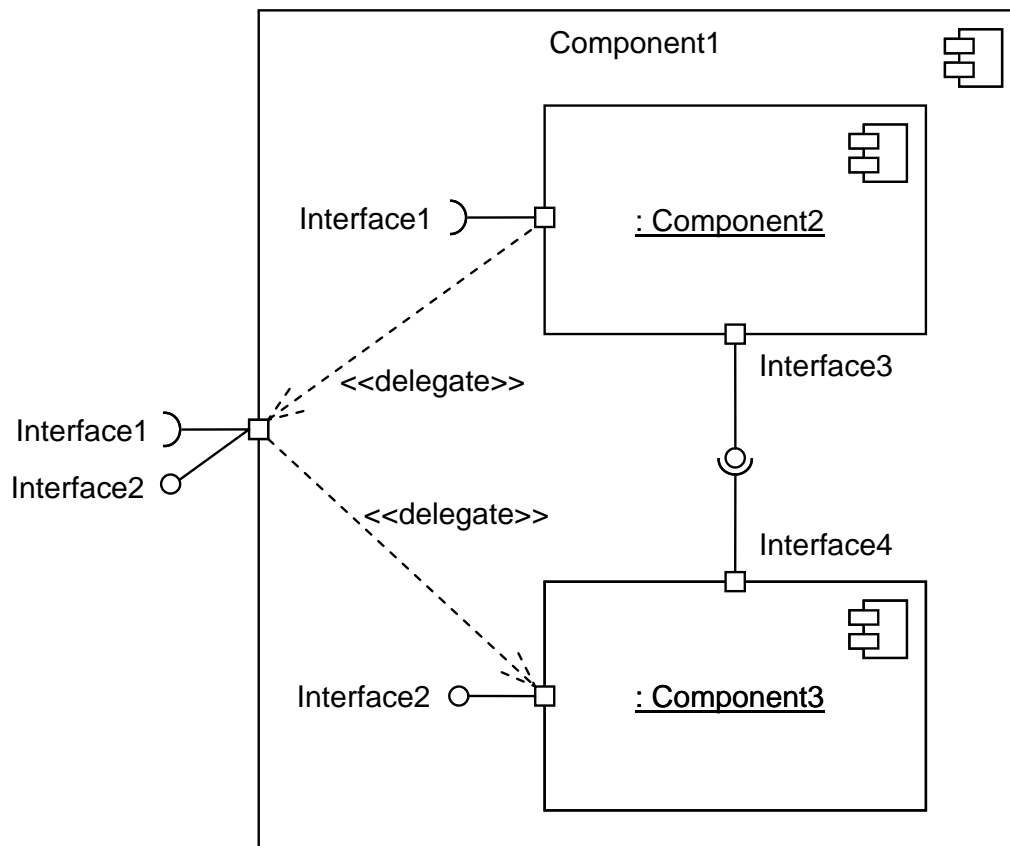 Component1
Interface1
: Component2
Interface3
<<delegate>>
Interface1
Interface2
<<delegate>>
Interface4
Interface2
: Component3